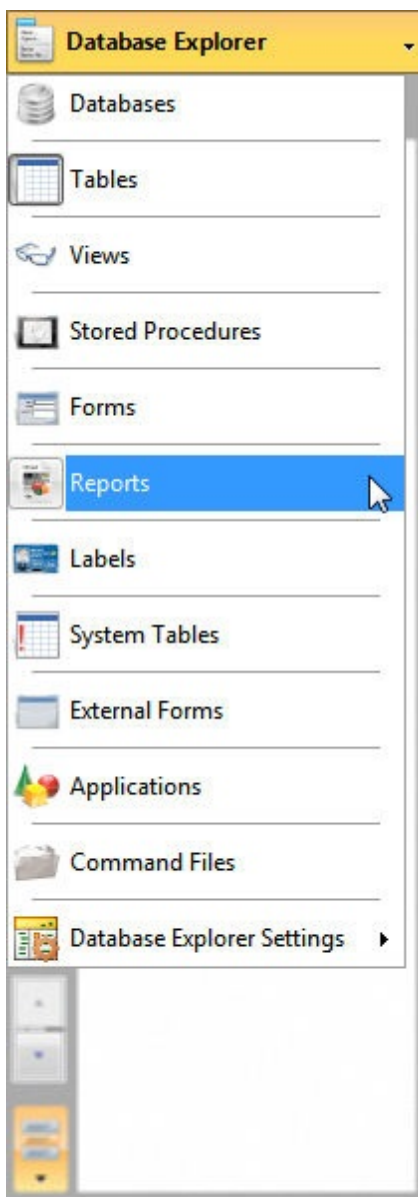 Database Explorer
Databases
Tables
Views
Stored Procedures
Forms
Reports
Labels
System Tables
External Forms
Applications
Command Files
Database Explorer Settings